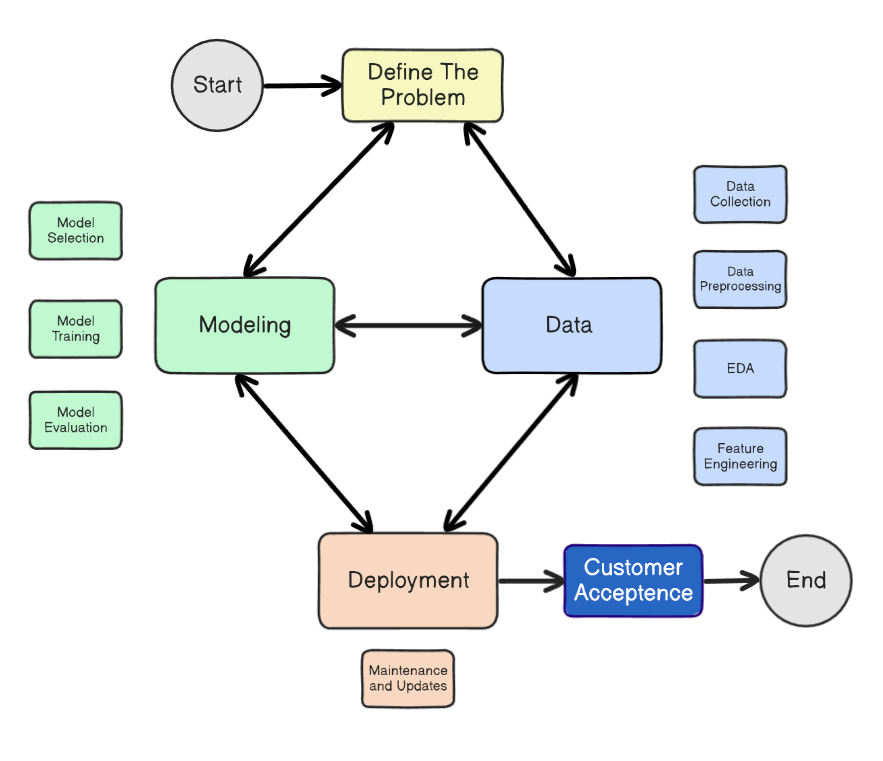 Start
Define The
Problem
Data
Collection
Model
Selection
Data
Preprocessing
Modeling
Data
Model
Training
EDA
Model
Evaluation
Feature
Engineering
Deployment
Customer
Acceptence
End
Maintenance
and Updates